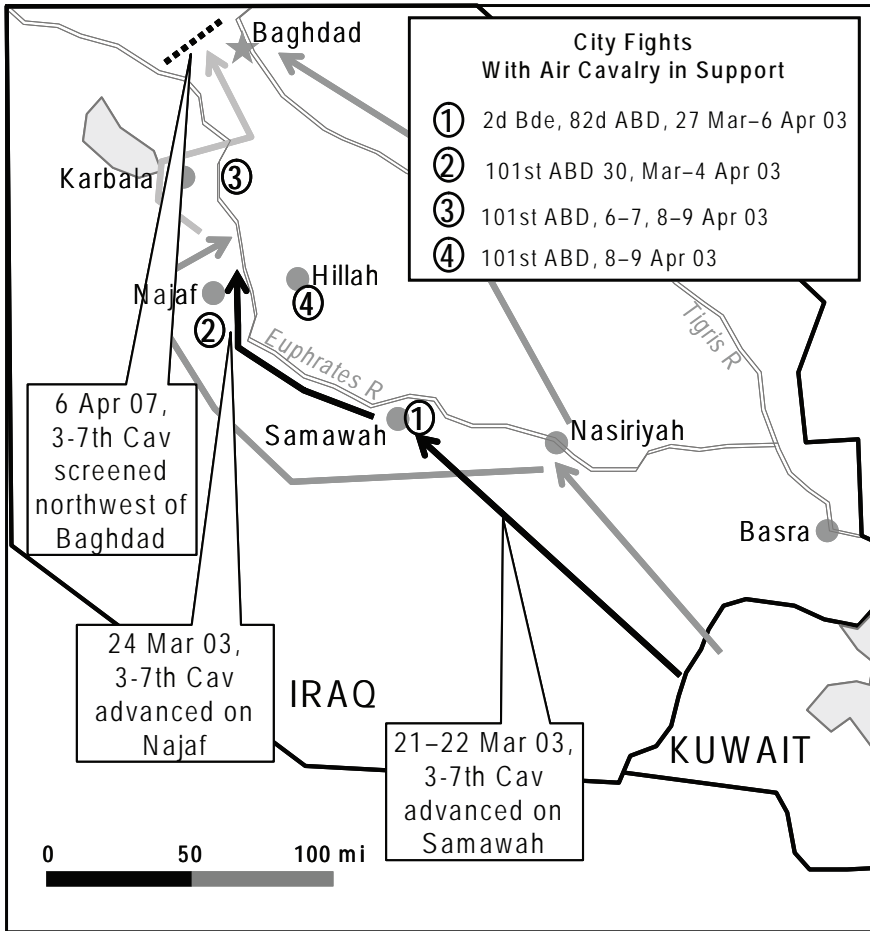 Baghdad
City Fights
With Air Cavalry in Support
1 2d Bde, 82d ABD, 27 Mar–6 Apr 03
2 101st ABD 30, Mar–4 Apr 03
3 101st ABD, 6–7, 8–9 Apr 03
4 101st ABD, 8–9 Apr 03
Karbala
3
Hillah
4
Najaf
2
Euphrates R
Tigris R
Samawah
1
Nasiriyah
Basra
6 Apr 07,
3-7th Cav
screened
northwest of
Baghdad
24 Mar 03,
3-7th Cav
advanced on
Najaf
IRAQ
21–22 Mar 03,
3-7th Cav
advanced on
Samawah
KUWAIT
0 50 100 mi